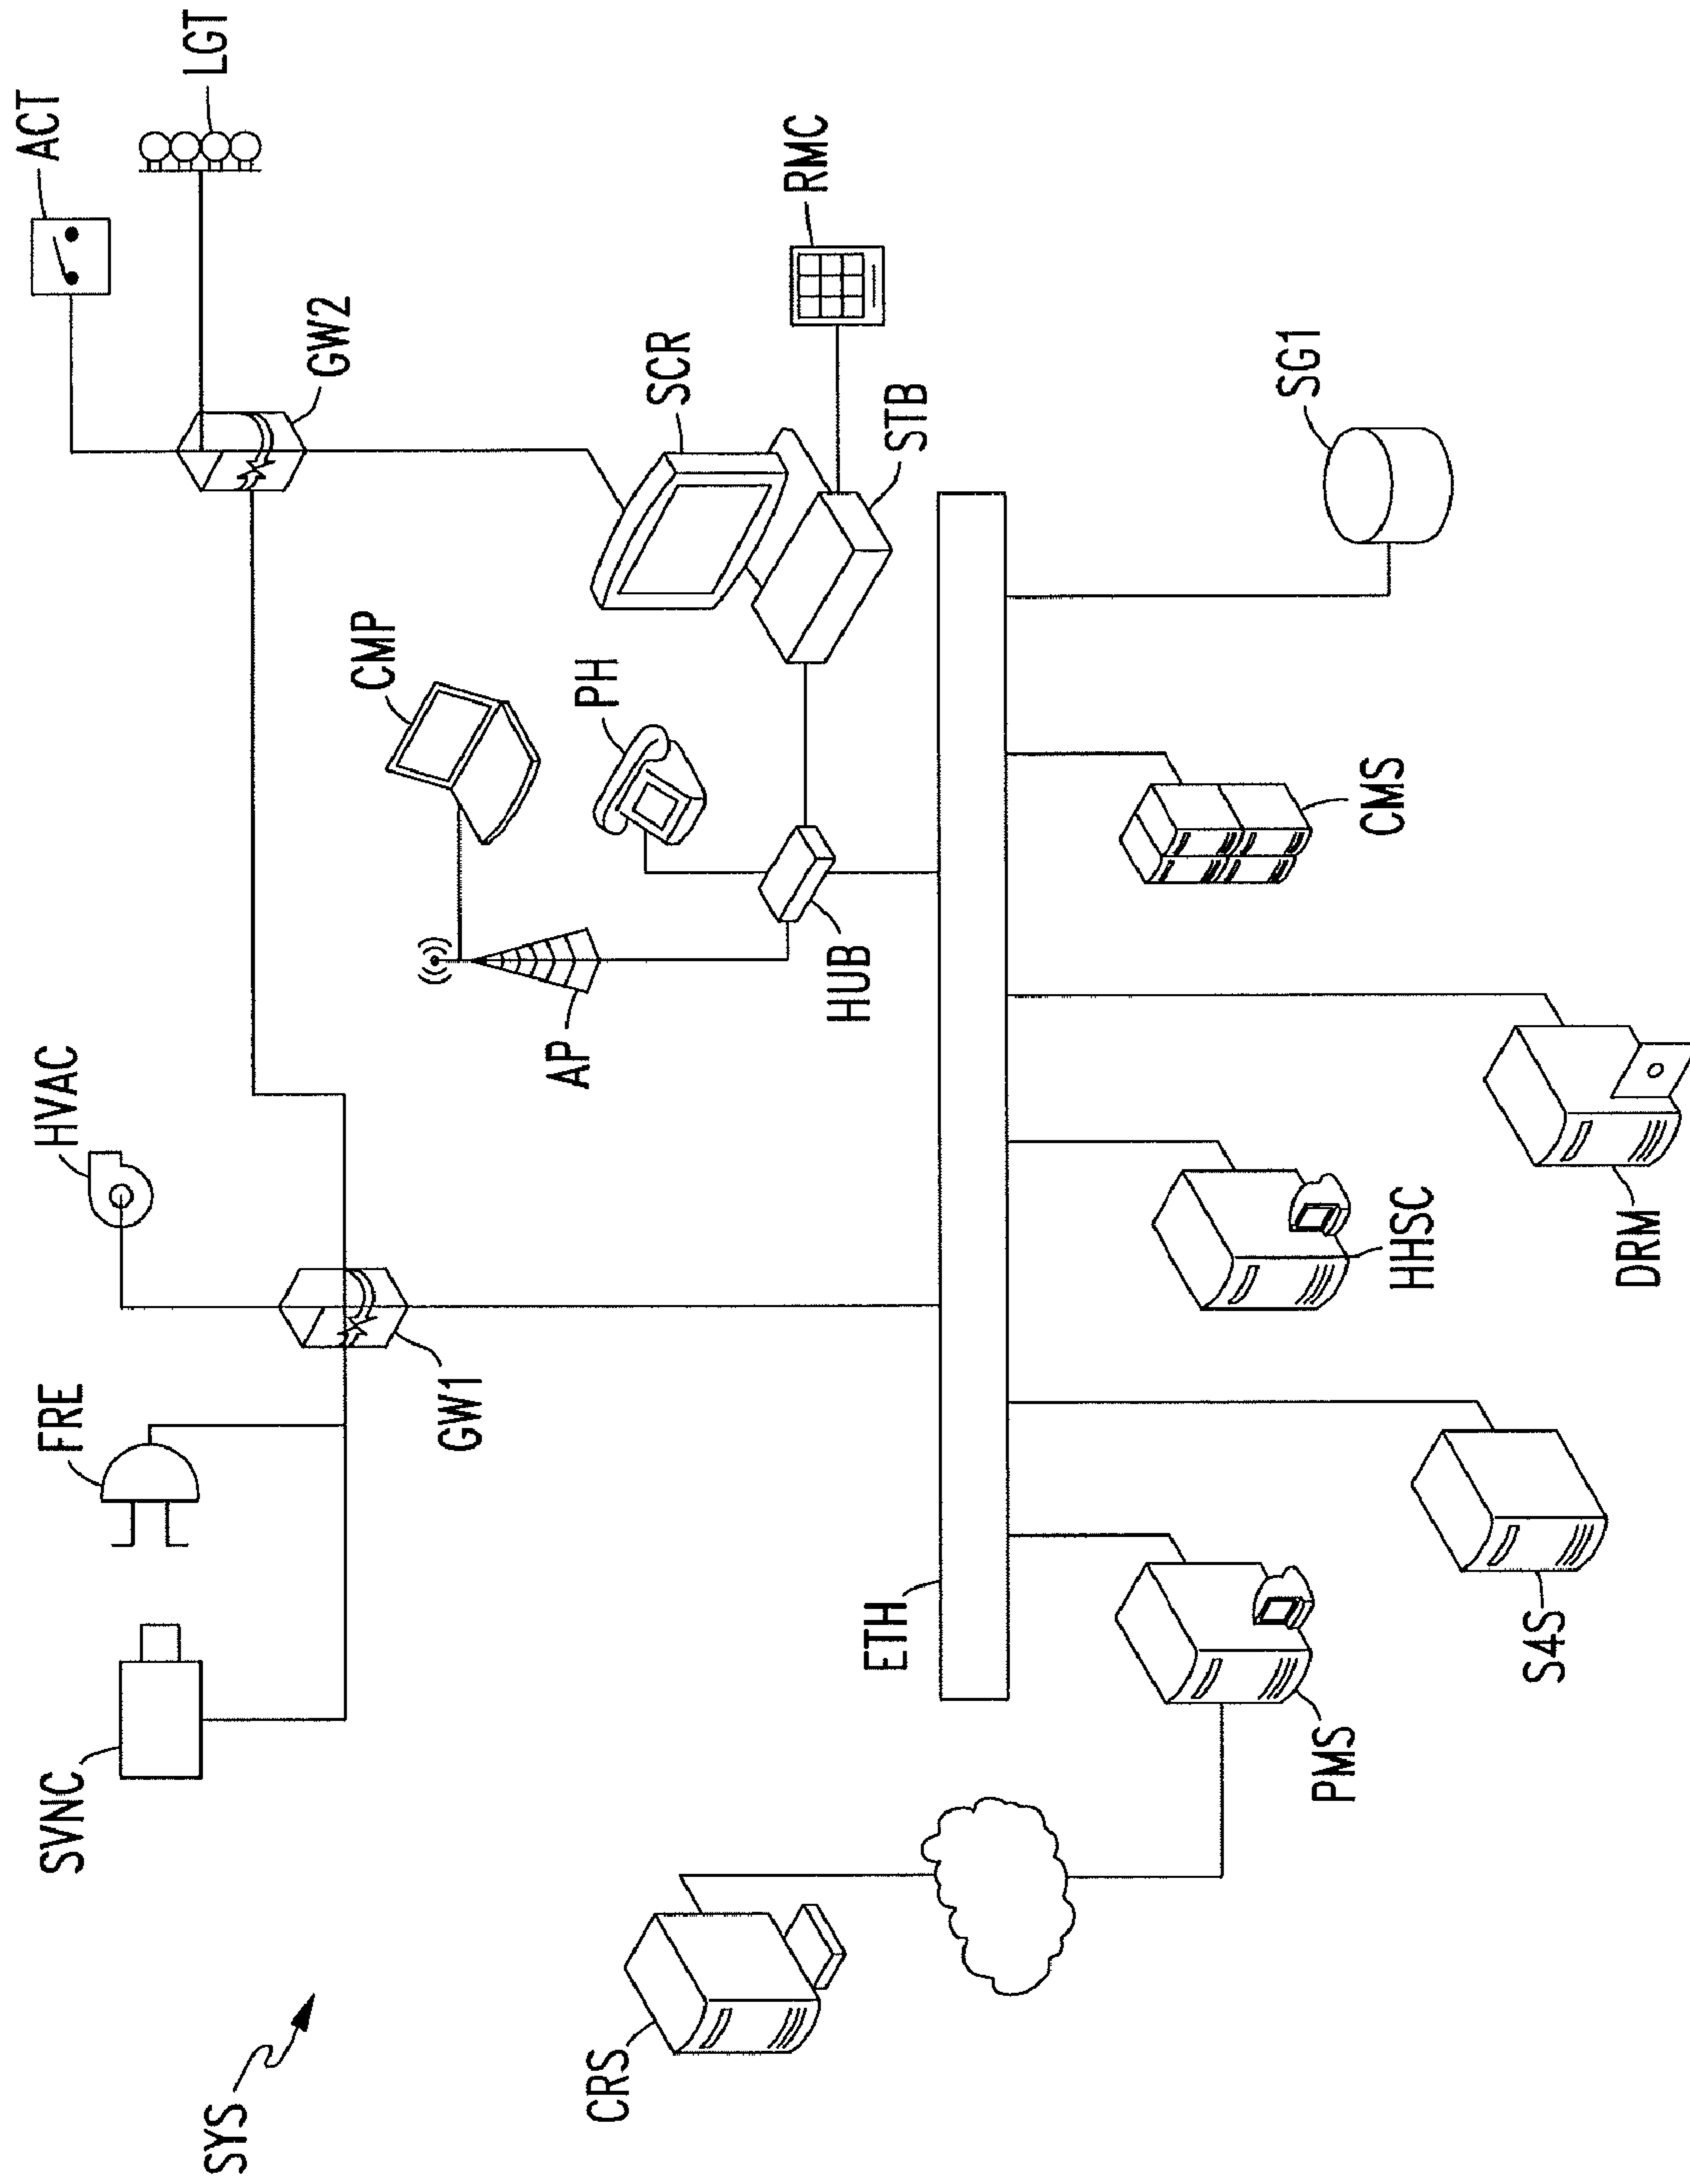 SYS
SVNC
FRE
HVAC
ACT
LGT
GW1
GW2
CMP
PH
AP
HUB
SCR
STB
RMC
CRS
ETH
PMS
S4S
HHSC
DRM
CMS
SG1